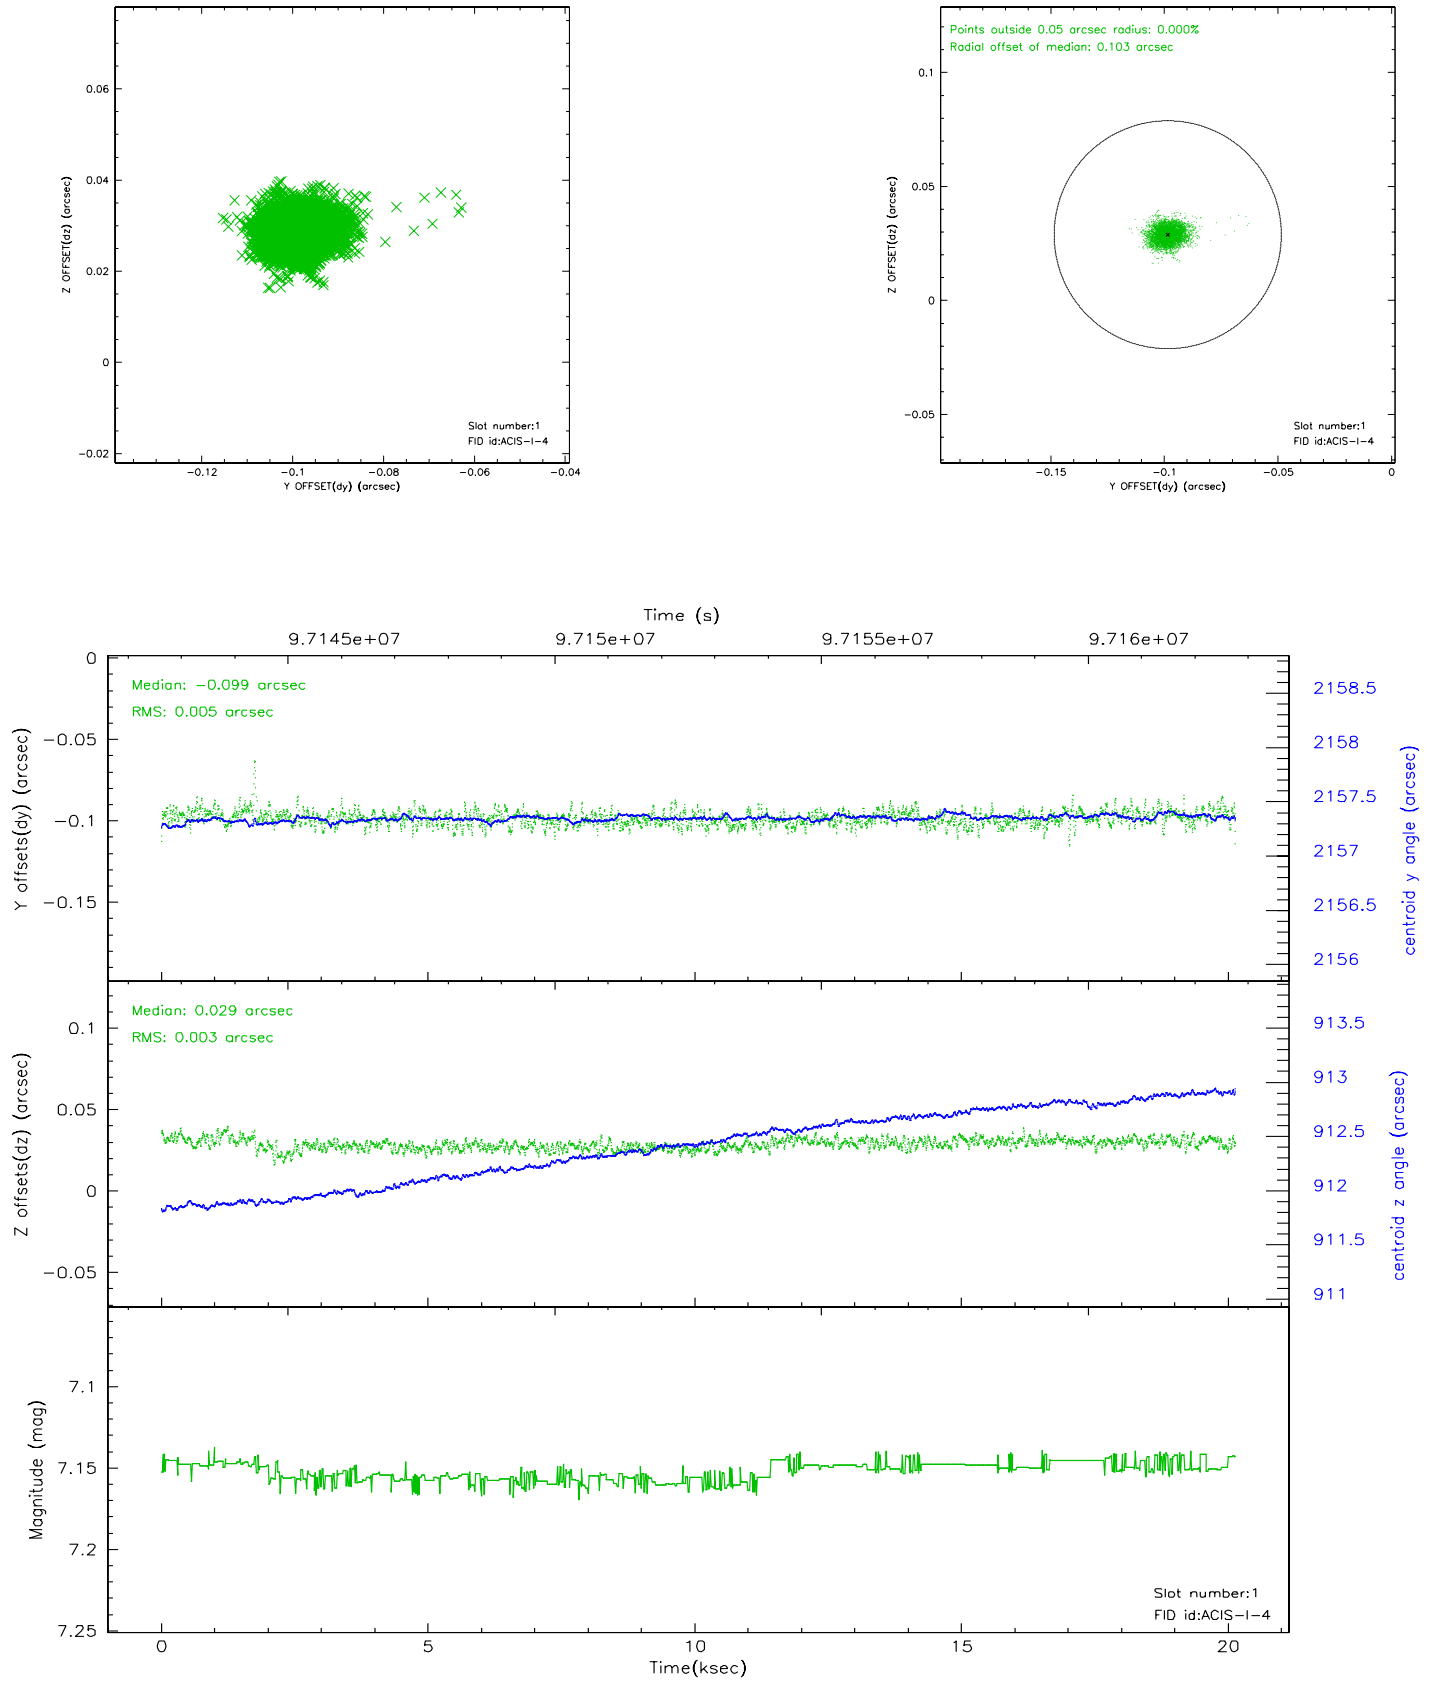 0.06
0.04
0.02
0
−0.02
Z OFFSET(dz) (arcsec)
Slot number:1
FID id:ACIS−I−4
−0.12 −0.1 −0.08 −0.06 −0.04
Y OFFSET(dy) (arcsec)
Points outside 0.05 arcsec radius: 0.000%
Radial offset of median: 0.103 arcsec
0.1
0.05
0
−0.05
Z OFFSET(dz) (arcsec)
Slot number:1
FID id:ACIS−I−4
−0.15 −0.1 −0.05 0
Y OFFSET(dy) (arcsec)
Time (s)
9.7145e+07 9.715e+07 9.7155e+07 9.716e+07
Median: −0.099 arcsec
RMS: 0.005 arcsec
0
−0.05
−0.1
−0.15
Y offsets(dy) (arcsec)
2158.5
2158
2157.5
2157
2156.5
2156
centroid y angle (arcsec)
Median: 0.029 arcsec
RMS: 0.003 arcsec
0.1
0.05
0
−0.05
Z offsets(dz) (arcsec)
913.5
913
912.5
912
911.5
911
centroid z angle (arcsec)
7.1
7.15
7.2
7.25
Magnitude (mag)
Slot number:1
FID id:ACIS−I−4
0 5 10 15 20
Time(ksec)